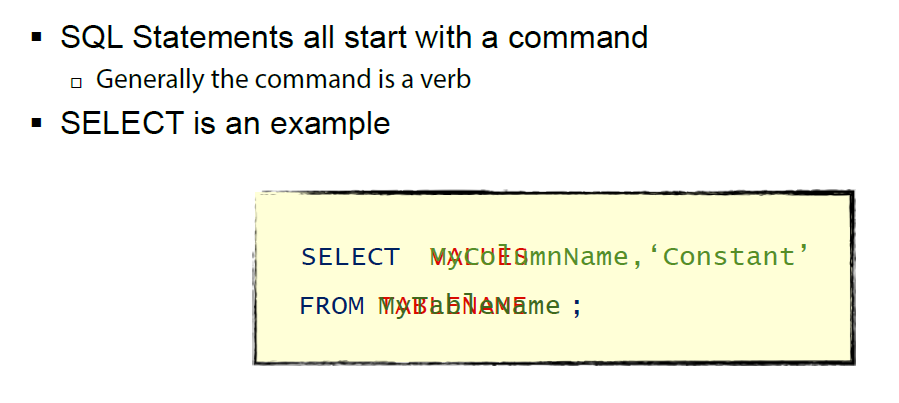 SQL Statements all start with a command
Generally the command is a verb
SELECT is an example
SELECT VALUES MyColumnName,‘Constant’
FROM TABLENAME MyTableName ;